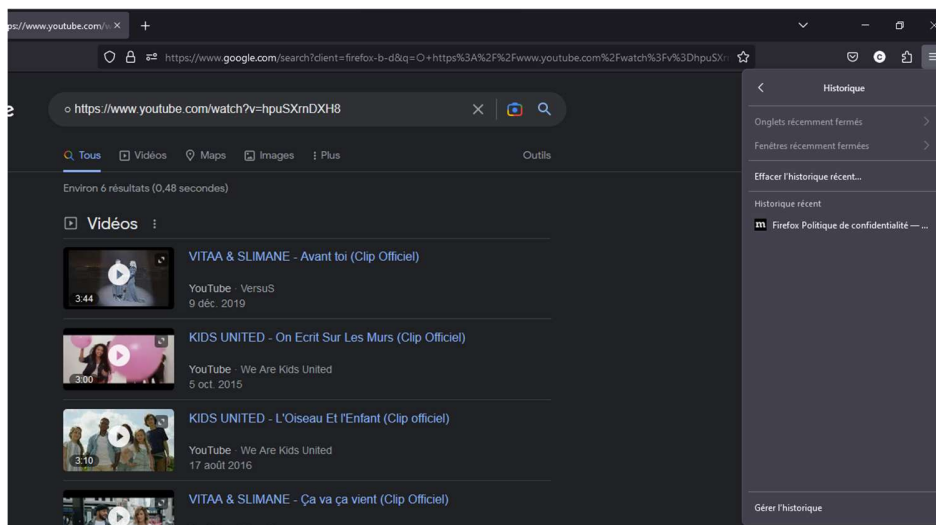 ps://www.youtube.com/w
https://www.google.com/search?client=firefox-b-d&q=○+https%3A%2F%2Fwww.youtube.com%2Fwatch%3Fv%3DhpuSXrn
○ https://www.youtube.com/watch?v=hpuSXrnDXH8
Tous Vidéos Maps Images Plus Outils
Environ 6 résultats (0,48 secondes)
Vidéos
3:44
VITAA & SLIMANE - Avant toi (Clip Officiel)
YouTube · VersuS
9 déc. 2019
3:00
KIDS UNITED - On Ecrit Sur Les Murs (Clip Officiel)
YouTube · We Are Kids United
5 oct. 2015
3:10
KIDS UNITED - L'Oiseau Et l'Enfant (Clip officiel)
YouTube · We Are Kids United
17 août 2016
VITAA & SLIMANE - Ça va ça vient (Clip Officiel)
Historique
Onglets récemment fermés
Fenêtres récemment fermées
Effacer l'historique récent...
Historique récent
m Firefox Politique de confidentialité — ...
Gérer l'historique